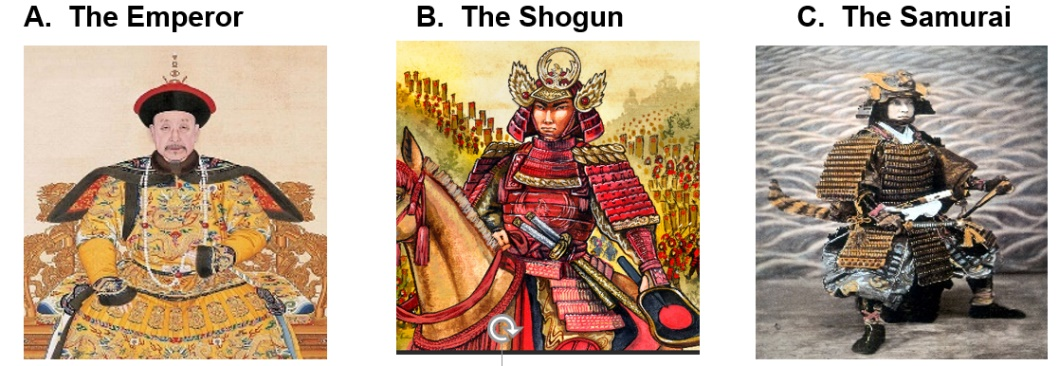 A. The Emperor
B. The Shogun
C. The Samurai